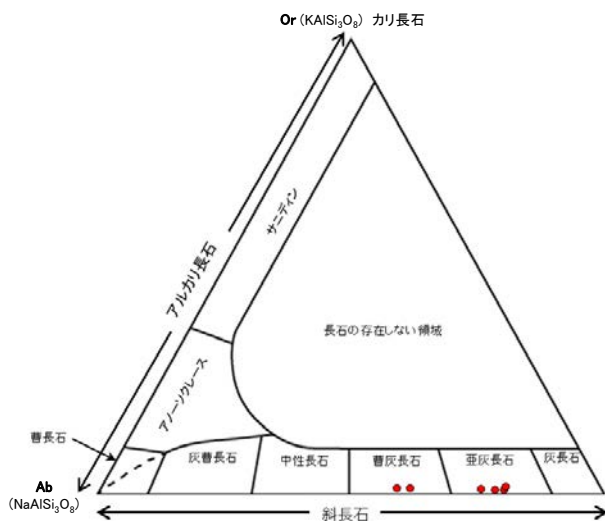 Or (KAlSi₃O₈) カリ長石
サニディン
アルカリ長石
長石の存在しない領域
アノーソクレース
曹長石
灰曹長石
中性長石
曹灰長石
亜灰長石
灰長石
Ab
(NaAlSi₃O₈)
斜長石